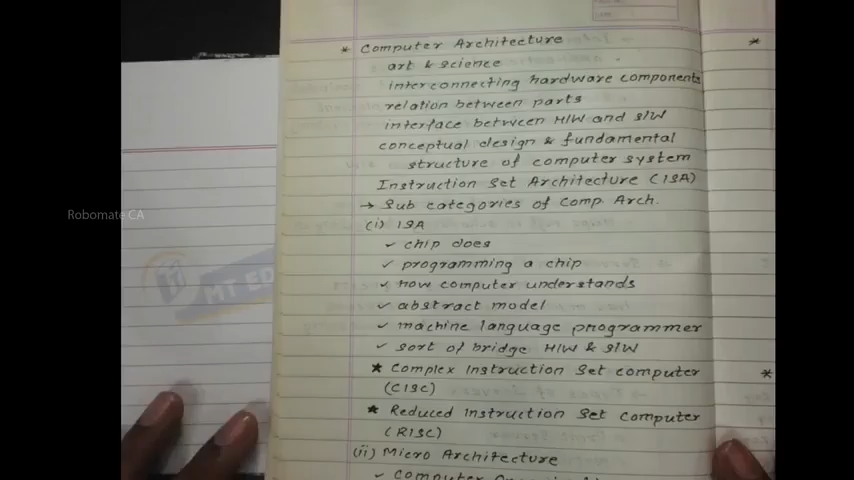 * Computer Architecture
art & science
interconnecting hardware components
relation between parts
interface between H/W and S/W
conceptual design & fundamental
structure of computer system
Instruction Set Architecture (ISA)
→ Sub categories of Comp. Arch.
(i) ISA
✓ chip does
✓ programming a chip
✓ how computer understands
✓ abstract model
✓ machine language programmer
✓ sort of bridge H/W & S/W
★ Complex Instruction Set Computer
(CISC)
★ Reduced Instruction Set Computer
(RISC)
(ii) Micro Architecture
✓ Computer
Robomate CA
MT